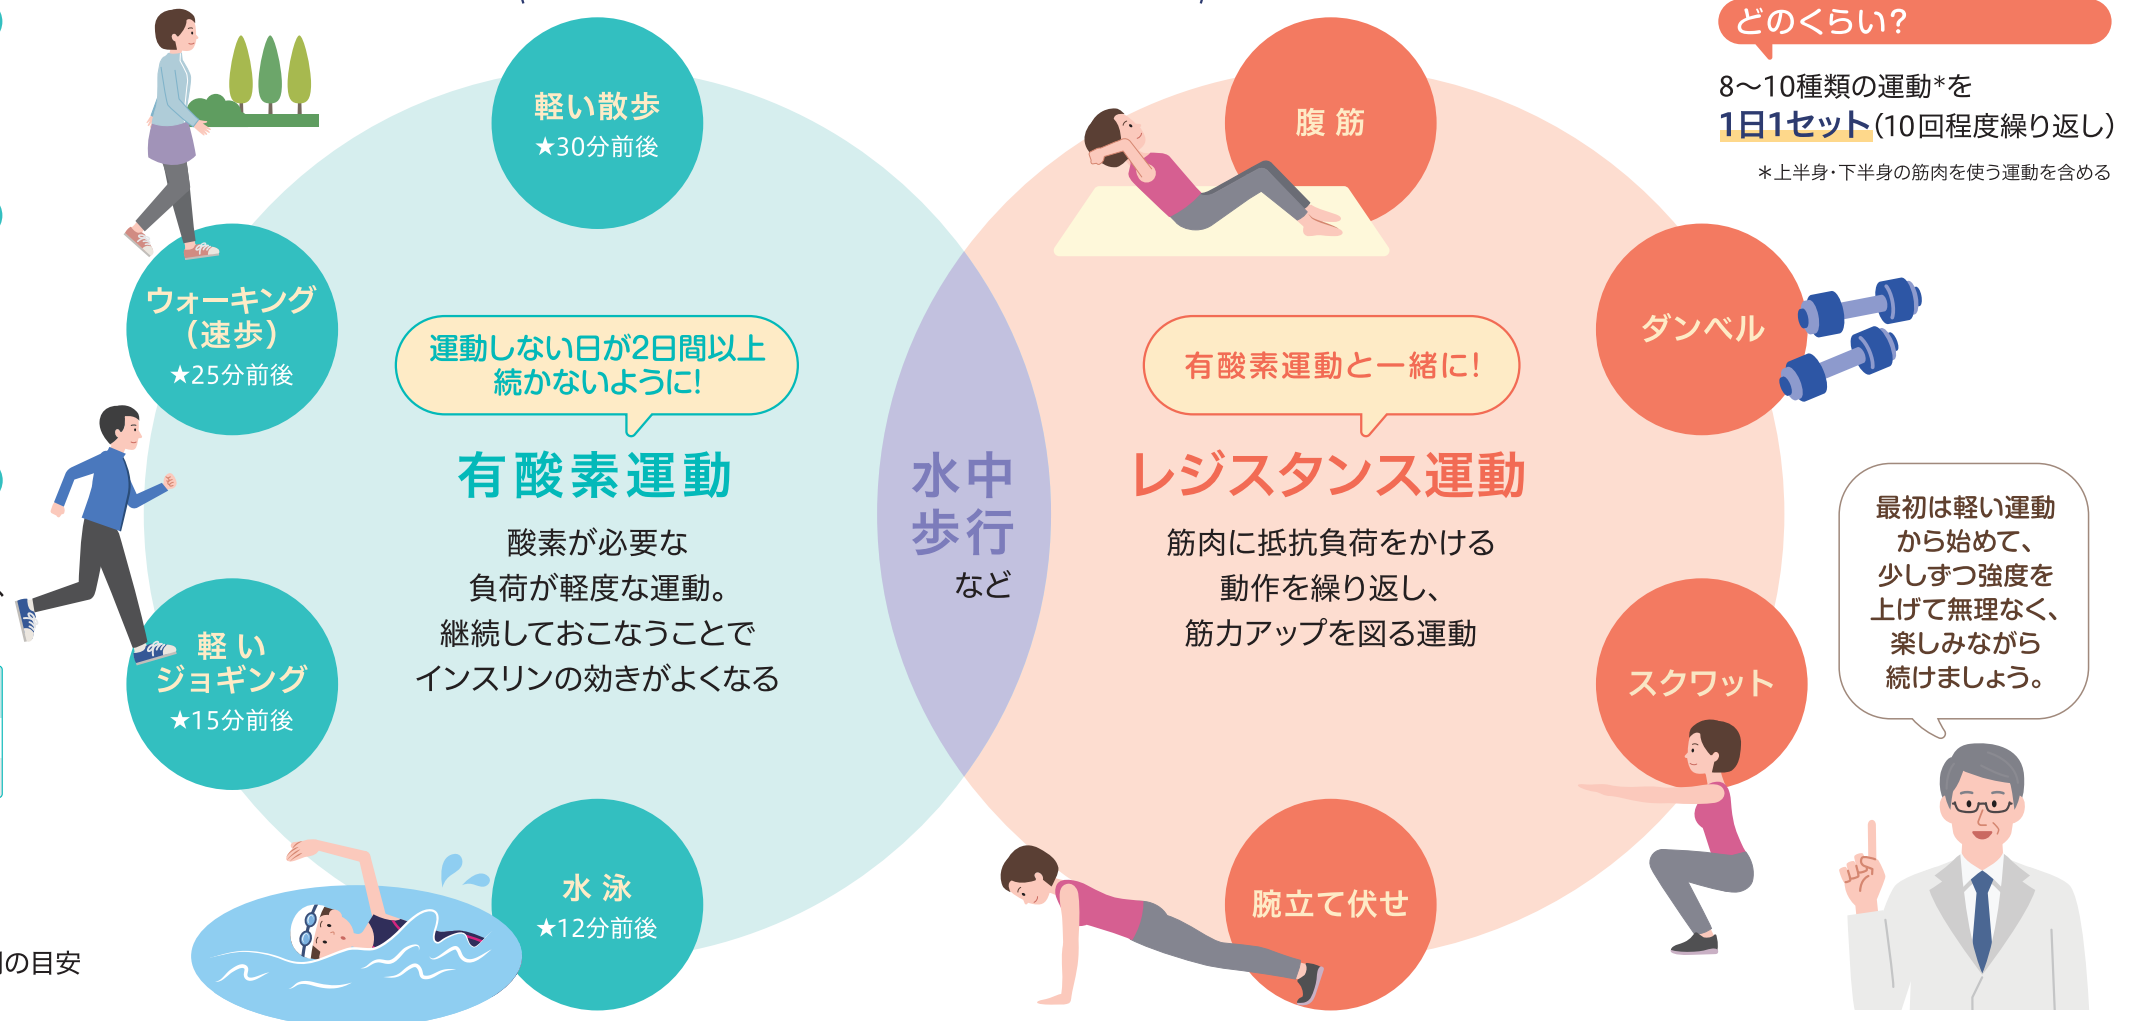 軽い散歩
★30分前後
ウォーキング
(速歩)
★25分前後
軽い
ジョギング
★15分前後
水泳
★12分前後
の目安
運動しない日が2日間以上
続かないように!
有酸素運動
酸素が必要な
負荷が軽度な運動。
継続しておこなうことで
インスリンの効きがよくなる
水中
歩行
など
腹筋
有酸素運動と一緒に!
レジスタンス運動
筋肉に抵抗負荷をかける
動作を繰り返し、
筋力アップを図る運動
ダンベル
スクワット
腕立て伏せ
どのくらい?
8〜10種類の運動*を
1日1セット(10回程度繰り返し)
*上半身・下半身の筋肉を使う運動を含める
最初は軽い運動
から始めて、
少しずつ強度を
上げて無理なく、
楽しみながら
続けましょう。